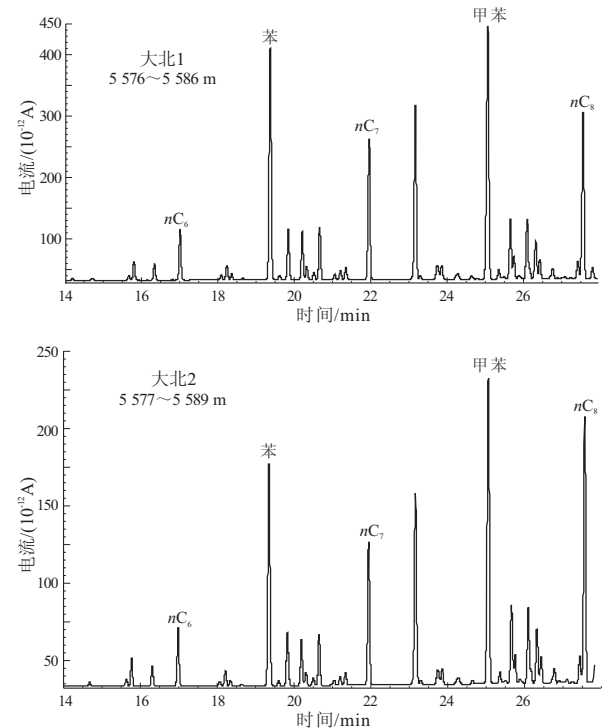 450
甲苯
苯
大北1
5 576～5 586 m
400
nC₈
300
nC₇
200
nC₆
100
电流/(10⁻¹²A)
14 16 18 20 22 24 26
时间/min
250
甲苯
大北2
5 577～5 589 m
nC₈
200
苯
150
nC₇
100
nC₆
50
电流/(10⁻¹²A)
14 16 18 20 22 24 26
时间/min